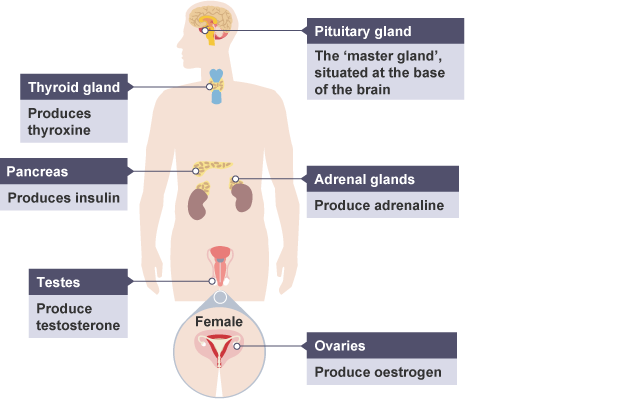 Pituitary gland
The ‘master gland’,
situated at the base
of the brain
Thyroid gland
Produces
thyroxine
Pancreas
Produces insulin
Adrenal glands
Produce adrenaline
Testes
Produce
testosterone
Female
Ovaries
Produce oestrogen